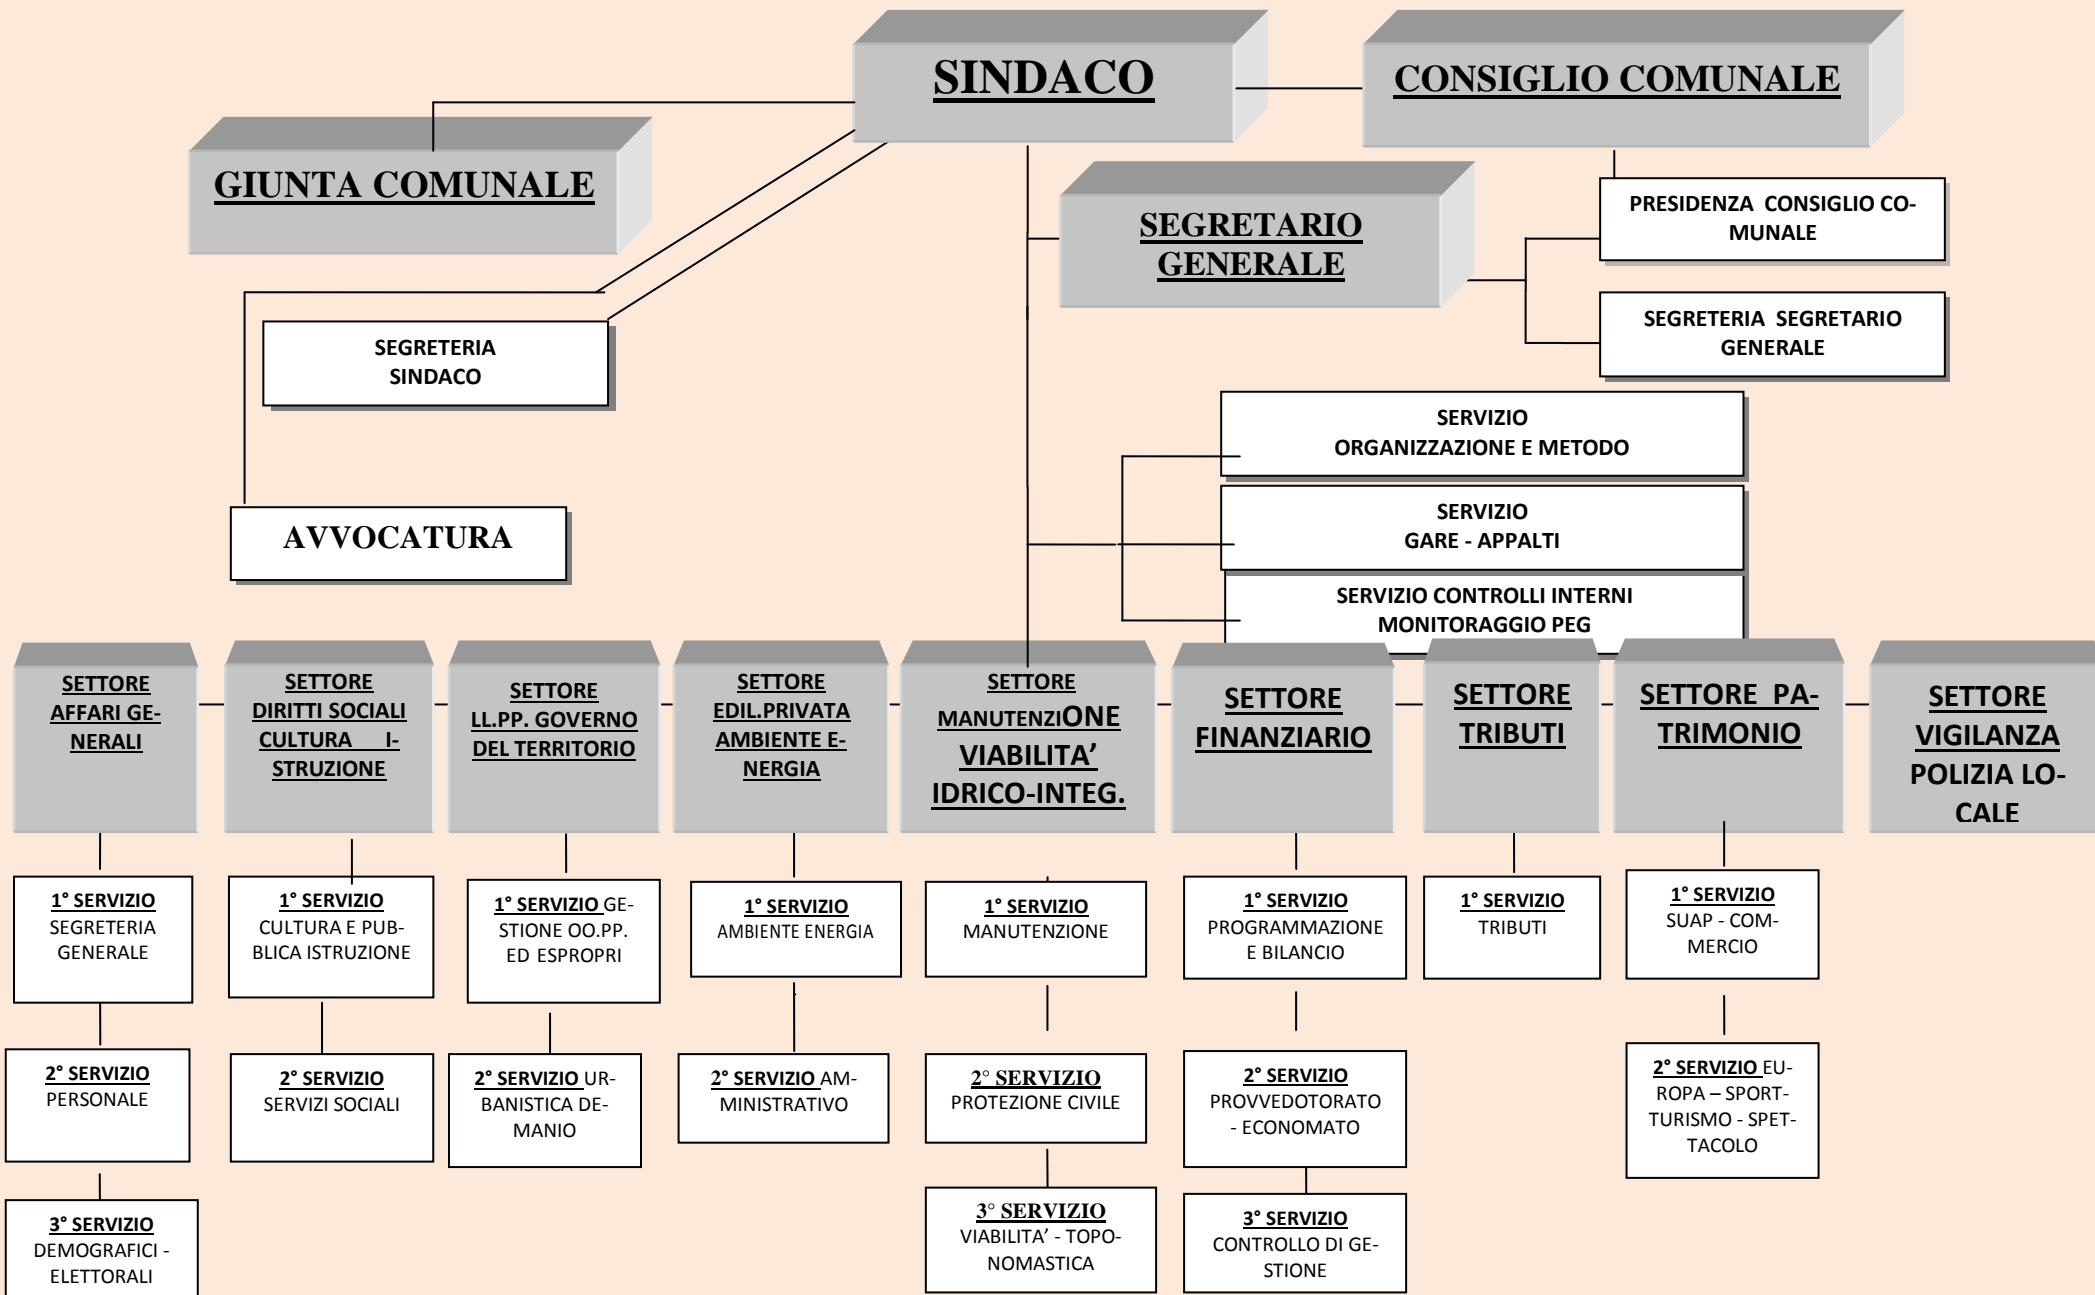 SINDACO
CONSIGLIO COMUNALE
GIUNTA COMUNALE
SEGRETARIO
GENERALE
PRESIDENZA CONSIGLIO CO-
MUNALE
SEGRETERIA SEGRETARIO
GENERALE
SEGRETERIA
SINDACO
SERVIZIO
ORGANIZZAZIONE E METODO
SERVIZIO
GARE - APPALTI
AVVOCATURA
SERVIZIO CONTROLLI INTERNI
MONITORAGGIO PEG
SETTORE
AFFARI GE-
NERALI
SETTORE
DIRITTI SOCIALI
CULTURA I-
STRUZIONE
SETTORE
LL.PP. GOVERNO
DEL TERRITORIO
SETTORE
EDIL.PRIVATA
AMBIENTE E-
NERGIA
SETTORE
MANUTENZIONE
VIABILITA’
IDRICO-INTEG.
SETTORE
FINANZIARIO
SETTORE
TRIBUTI
SETTORE PA-
TRIMONIO
SETTORE
VIGILANZA
POLIZIA LO-
CALE
1° SERVIZIO
SEGRETERIA
GENERALE
1° SERVIZIO
CULTURA E PUB-
BLICA ISTRUZIONE
1° SERVIZIO GE-
STIONE OO.PP.
ED ESPROPRI
1° SERVIZIO
AMBIENTE ENERGIA
1° SERVIZIO
MANUTENZIONE
1° SERVIZIO
PROGRAMMAZIONE
E BILANCIO
1° SERVIZIO
TRIBUTI
1° SERVIZIO
SUAP - COM-
MERCIO
2° SERVIZIO
PERSONALE
2° SERVIZIO
SERVIZI SOCIALI
2° SERVIZIO UR-
BANISTICA DE-
MANIO
2° SERVIZIO AM-
MINISTRATIVO
2° SERVIZIO
PROTEZIONE CIVILE
2° SERVIZIO
PROVVEDOTORATO
- ECONOMATO
2° SERVIZIO EU-
ROPA – SPORT-
TURISMO - SPET-
TACOLO
3° SERVIZIO
DEMOGRAFICI -
ELETTORALI
3° SERVIZIO
VIABILITA’ - TOPO-
NOMASTICA
3° SERVIZIO
CONTROLLO DI GE-
STIONE